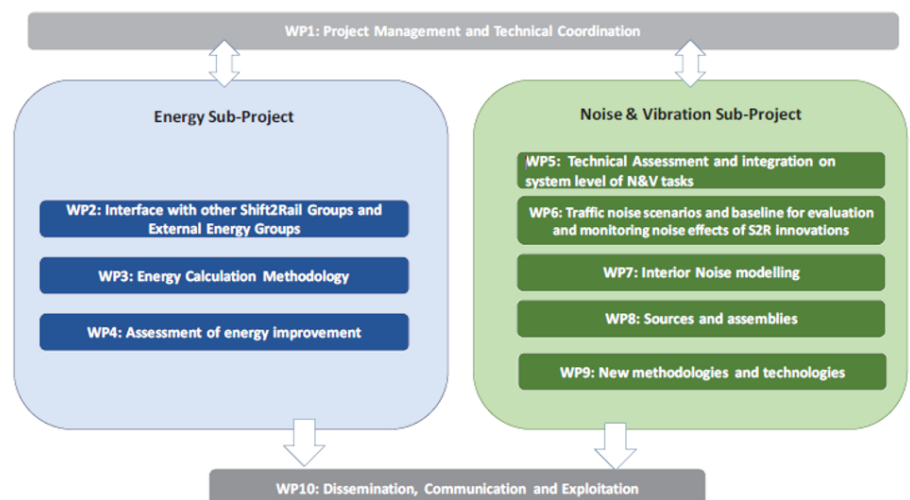 WP1: Project Management and Technical Coordination
Energy Sub-Project
WP2: Interface with other Shift2Rail Groups and
External Energy Groups
WP3: Energy Calculation Methodology
WP4: Assessment of energy improvement
Noise & Vibration Sub-Project
WP5: Technical Assessment and integration on
system level of N&V tasks
WP6: Traffic noise scenarios and baseline for evaluation
and monitoring noise effects of S2R innovations
WP7: Interior Noise modelling
WP8: Sources and assemblies
WP9: New methodologies and technologies
WP10: Dissemination, Communication and Exploitation